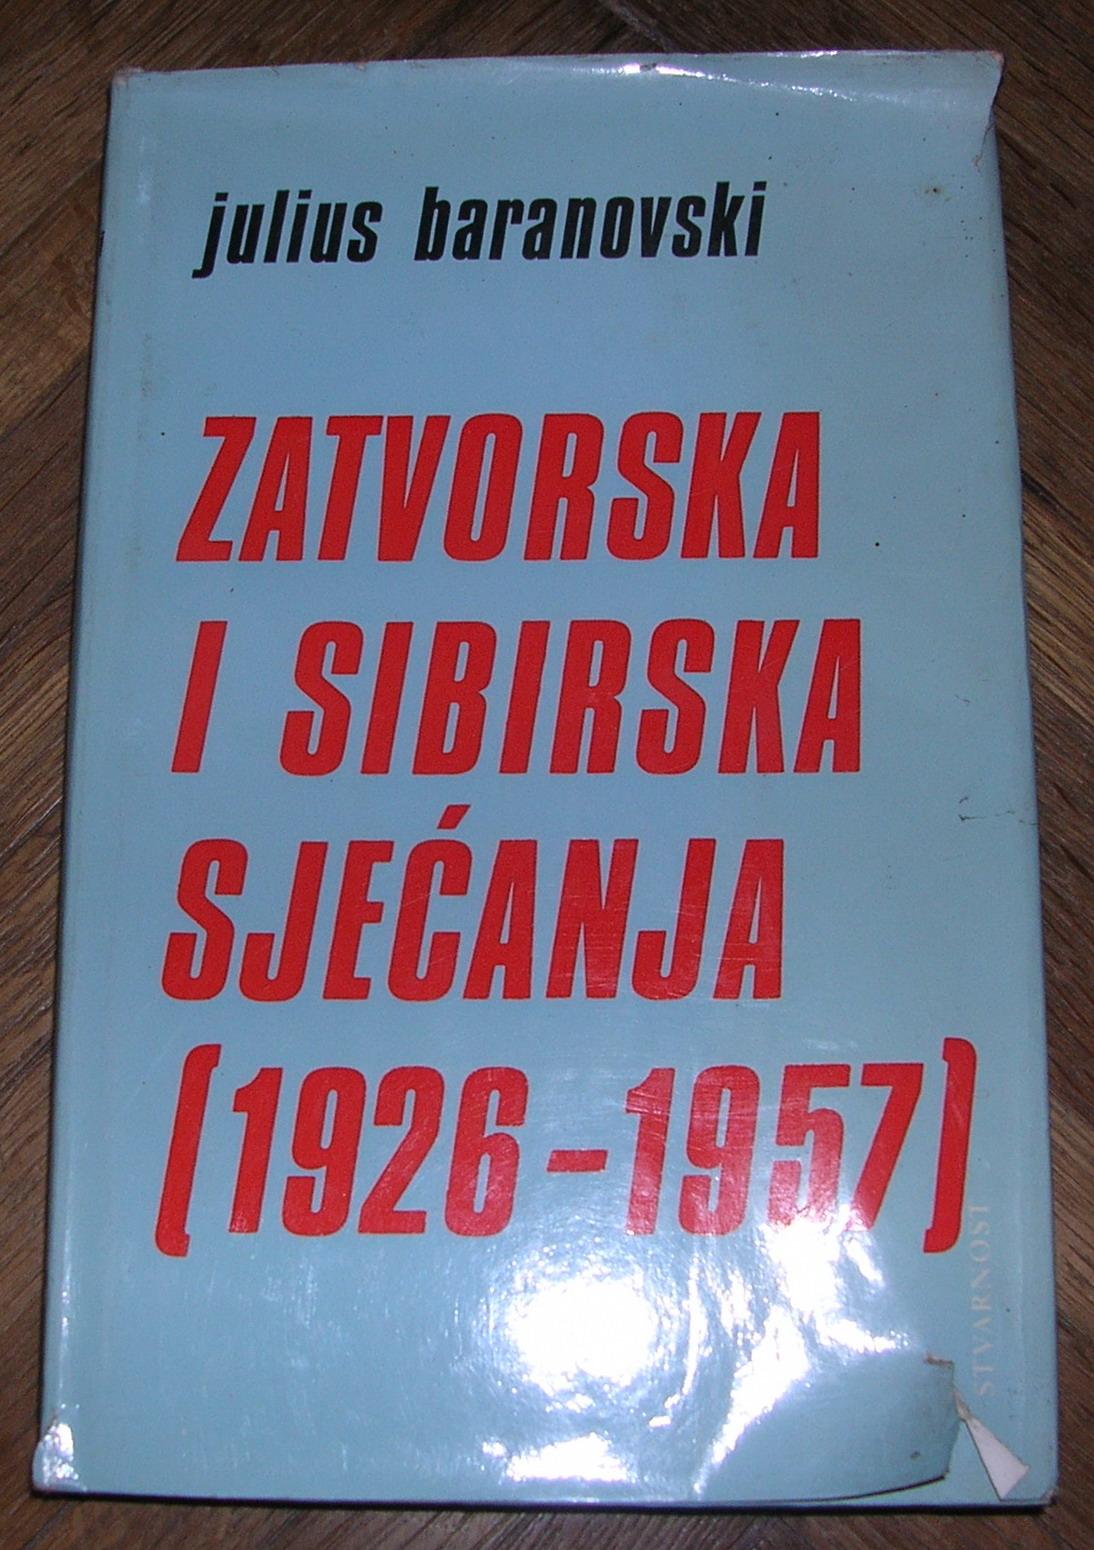 julius baranovski
ZATVORSKA
I SIBIRSKA
SJEĆANJA
(1926-1957)
STVARNOST